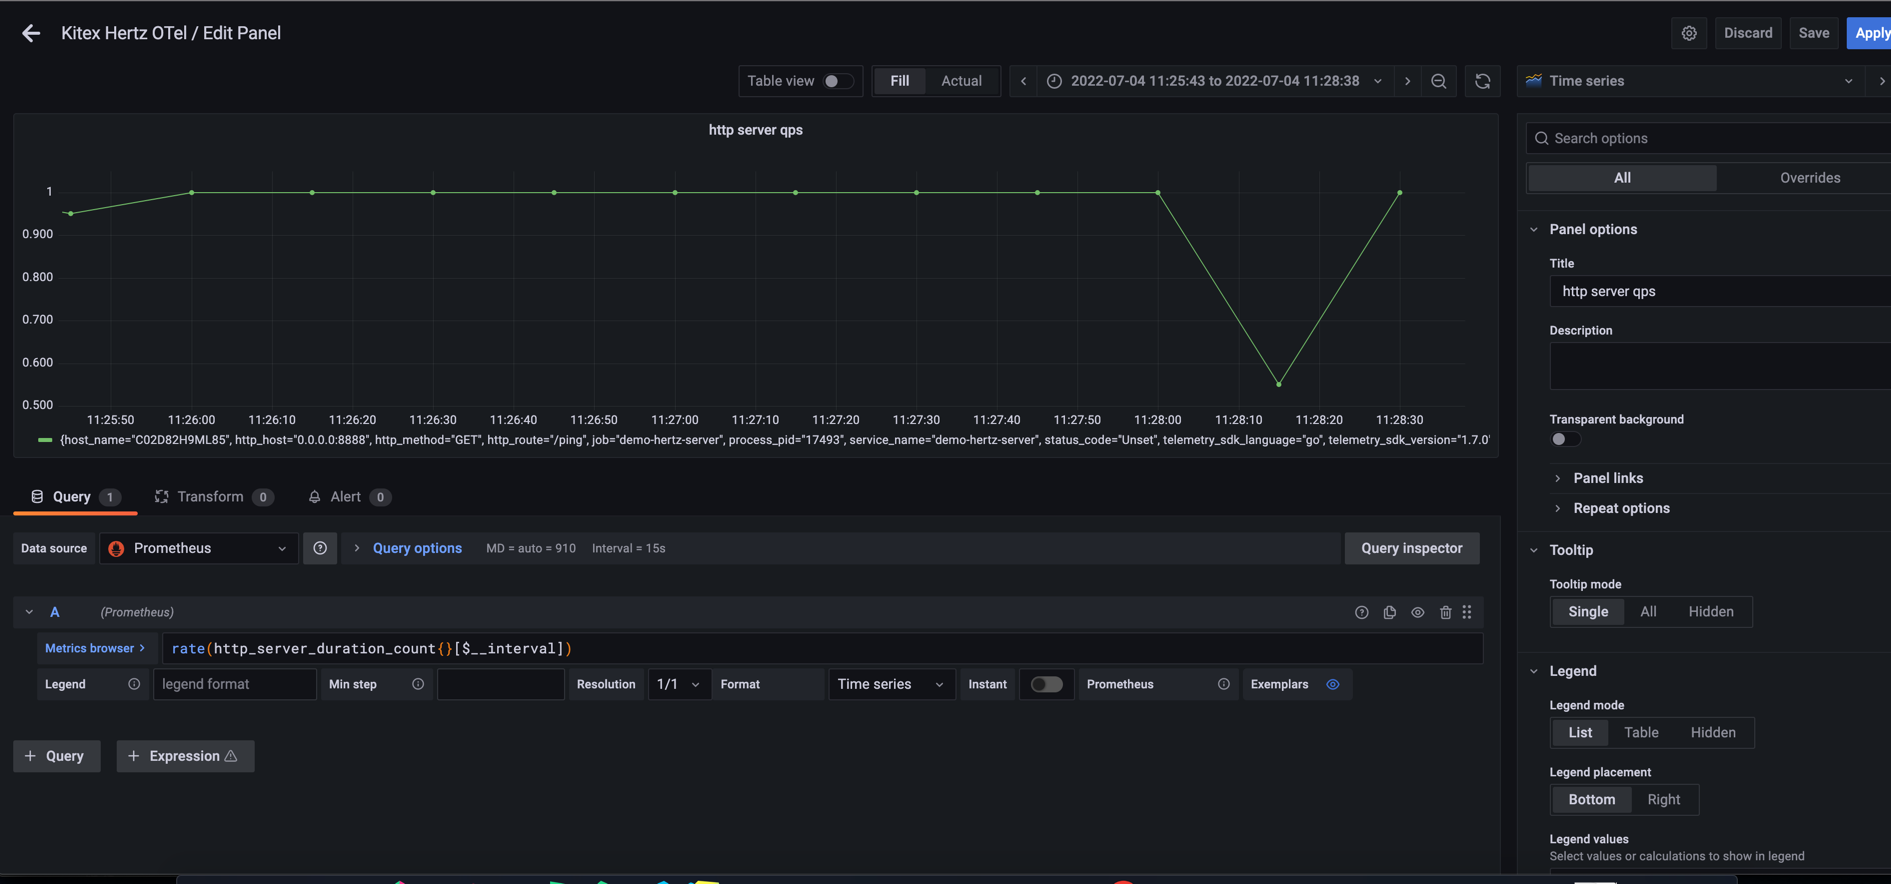 Kitex Hertz OTel / Edit Panel
Discard
Save
Apply
Table view
Fill
Actual
2022-07-04 11:25:43 to 2022-07-04 11:28:38
Time series
http server qps
1
0.900
0.800
0.700
0.600
0.500
11:25:50 11:26:00 11:26:10 11:26:20 11:26:30 11:26:40 11:26:50 11:27:00 11:27:10 11:27:20 11:27:30 11:27:40 11:27:50 11:28:00 11:28:10 11:28:20 11:28:30
{host_name="C02D82H9ML85", http_host="0.0.0.0:8888", http_method="GET", http_route="/ping", job="demo-hertz-server", process_pid="17493", service_name="demo-hertz-server", status_code="Unset", telemetry_sdk_language="go", telemetry_sdk_version="1.7.0"
Query 1
Transform 0
Alert 0
Data source
Prometheus
Query options
MD = auto = 910
Interval = 15s
Query inspector
A
(Prometheus)
Metrics browser
rate(http_server_duration_count{}[$__interval])
Legend
legend format
Min step
Resolution
1/1
Format
Time series
Instant
Prometheus
Exemplars
+ Query
+ Expression
Search options
All
Overrides
Panel options
Title
http server qps
Description
Transparent background
Panel links
Repeat options
Tooltip
Tooltip mode
Single
All
Hidden
Legend
Legend mode
List
Table
Hidden
Legend placement
Bottom
Right
Legend values
Select values or calculations to show in legend